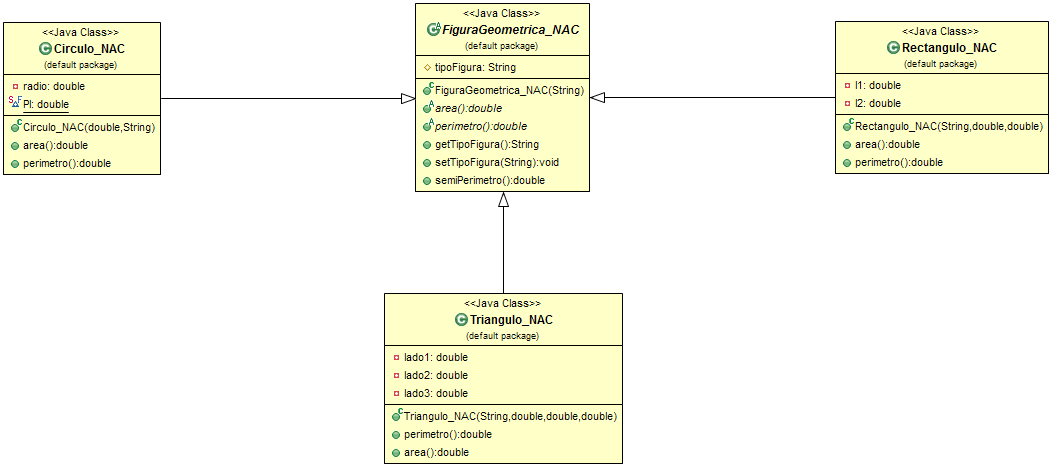 <<Java Class>>
Circulo_NAC
(default package)
radio: double
PI: double
Circulo_NAC(double,String)
area():double
perimetro():double
<<Java Class>>
FiguraGeometrica_NAC
(default package)
tipoFigura: String
FiguraGeometrica_NAC(String)
area():double
perimetro():double
getTipoFigura():String
setTipoFigura(String):void
semiPerimetro():double
<<Java Class>>
Rectangulo_NAC
(default package)
l1: double
l2: double
Rectangulo_NAC(String,double,double)
area():double
perimetro():double
<<Java Class>>
Triangulo_NAC
(default package)
lado1: double
lado2: double
lado3: double
Triangulo_NAC(String,double,double,double)
perimetro():double
area():double